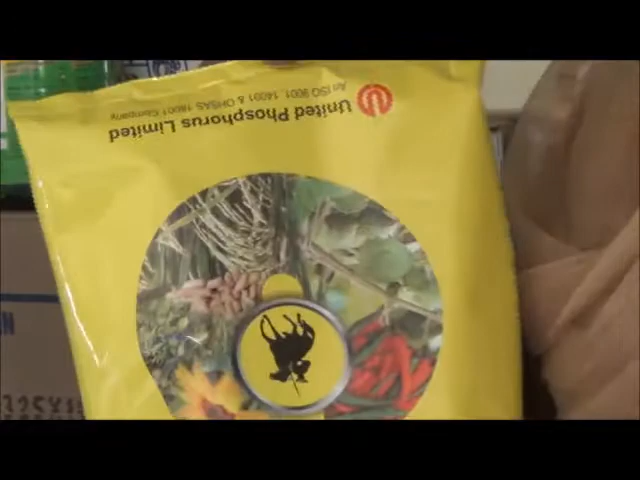 United Phosphorus Limited
An ISO 9001, 14001 & OHSAS 18001 Company